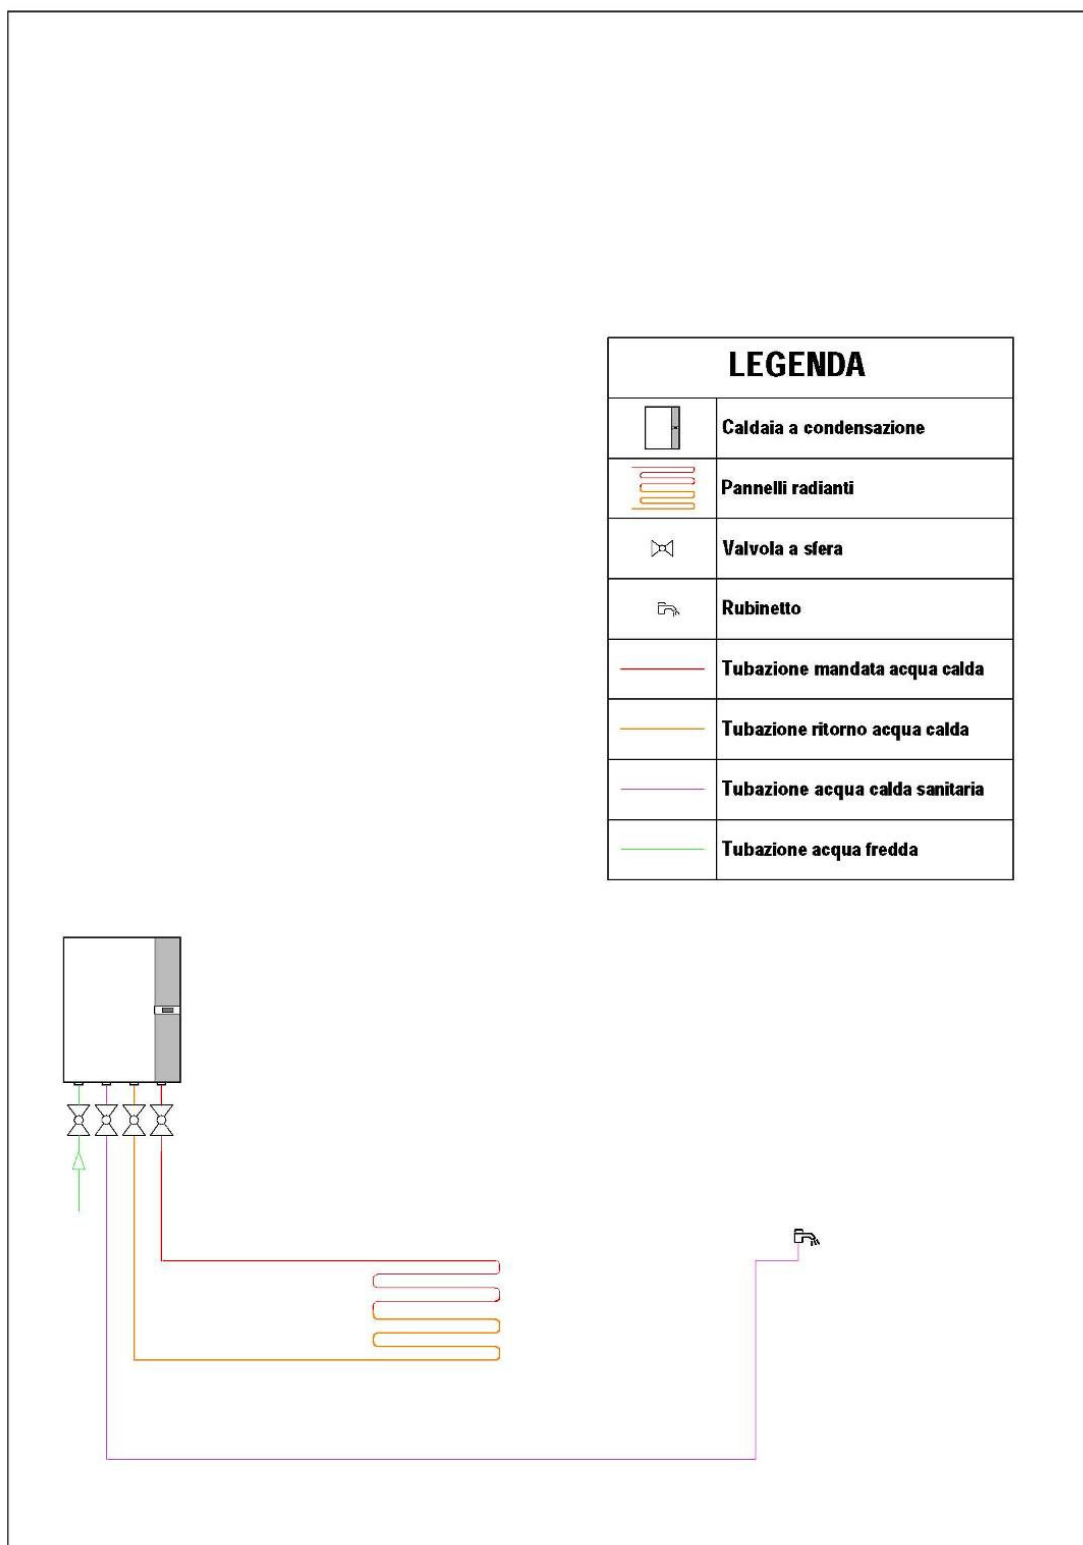 LEGENDA
Caldaia a condensazione
Pannelli radianti
Valvola a sfera
Rubinetto
Tubazione mandata acqua calda
Tubazione ritorno acqua calda
Tubazione acqua calda sanitaria
Tubazione acqua fredda